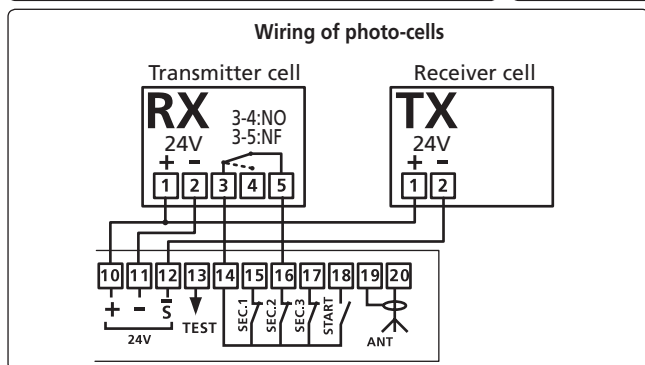 Wiring of photo-cells
Transmitter cell
Receiver cell
RX
3-4:NO
3-5:NF
24V
+ -
1 2 3 4 5
TX
24V
+ -
1 2
10 11 12 13 14 15 16 17 18 19 20
+ - S
24V
TEST
SEC.1
SEC.2
SEC.3
START
ANT